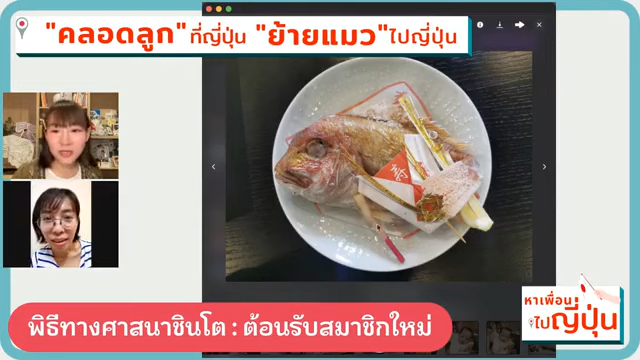 "คลอดลูก" ที่ญี่ปุ่น "ย้ายแมว" ไปญี่ปุ่น
หาเพื่อน
ไปญี่ปุ่น
พิธีทางศาสนาชินโต : ต้อนรับสมาชิกใหม่